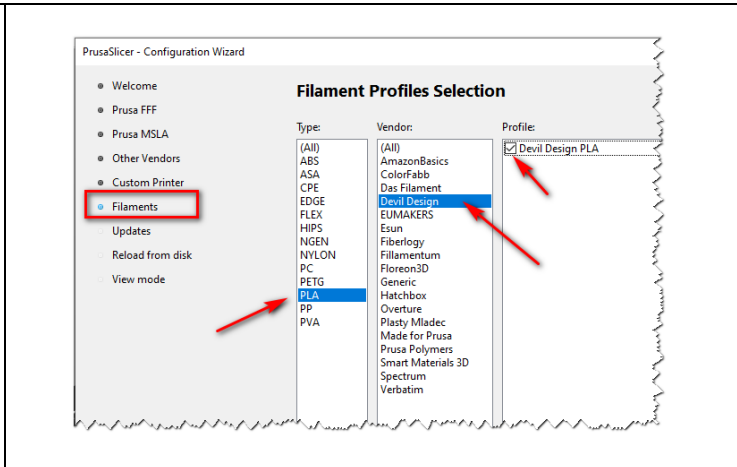 PrusaSlicer - Configuration Wizard
Welcome
Prusa FFF
Prusa MSLA
Other Vendors
Custom Printer
Filaments
Updates
Reload from disk
View mode
Filament Profiles Selection
Type:
(All)
ABS
ASA
CPE
EDGE
FLEX
HIPS
NGEN
NYLON
PC
PETG
PLA
PP
PVA
Vendor:
(All)
AmazonBasics
ColorFabb
Das Filament
Devil Design
EUMAKERS
Esun
Fiberlogy
Fillamentum
Floreon3D
Generic
Hatchbox
Overture
Plasty Mladec
Made for Prusa
Prusa Polymers
Smart Materials 3D
Spectrum
Verbatim
Profile:
Devil Design PLA